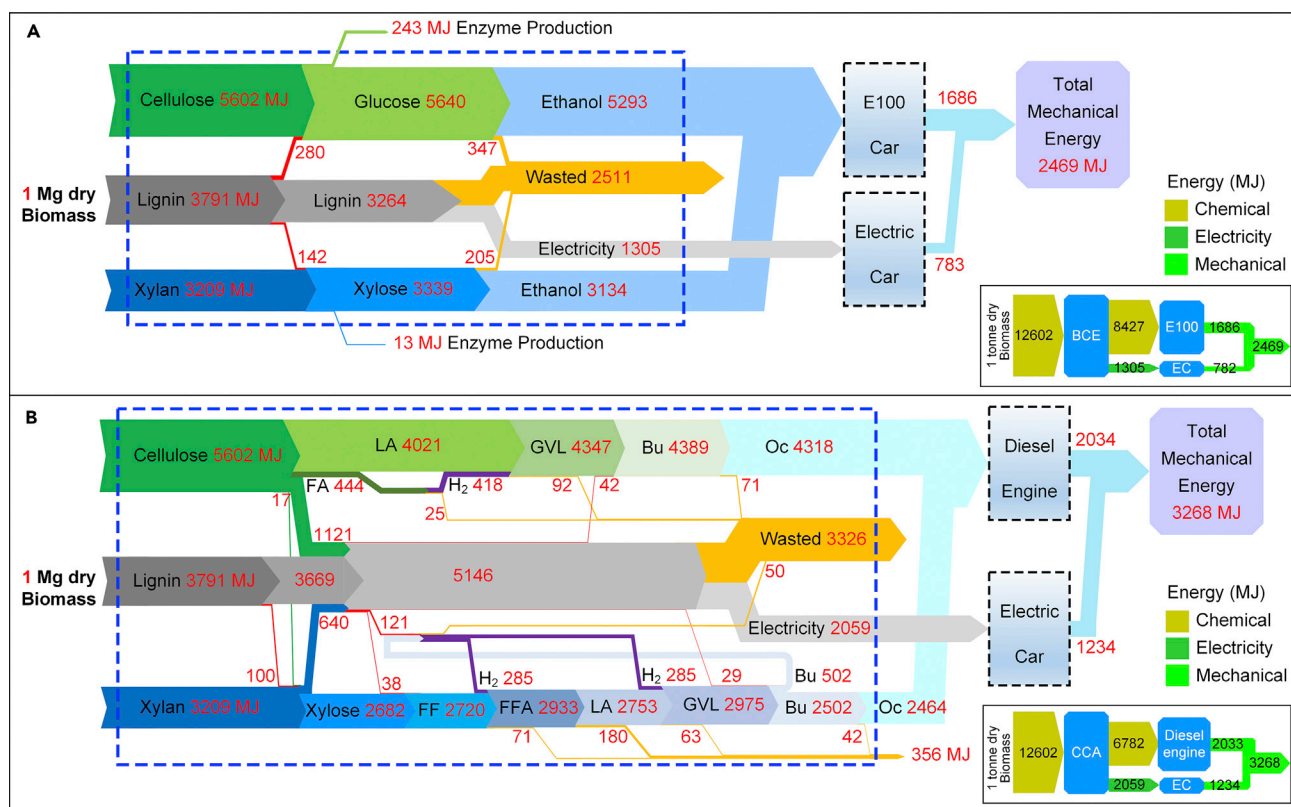 A
243 MJ Enzyme Production
Cellulose 5602 MJ
Glucose 5640
Ethanol 5293
E100
Car
1686
Total
Mechanical
Energy
2469 MJ
280
347
1 Mg dry
Biomass
Lignin 3791 MJ
Lignin 3264
Wasted 2511
Electricity 1305
Electric
Car
783
142
205
Xylan 3209 MJ
Xylose 3339
Ethanol 3134
13 MJ Enzyme Production
Energy (MJ)
Chemical
Electricity
Mechanical
1 tonne dry
Biomass
12602
BCE
8427
E100
1686
2469
1305
EC
782
B
Cellulose 5602 MJ
LA 4021
GVL 4347
Bu 4389
Oc 4318
Diesel
Engine
2034
Total
Mechanical
Energy
3268 MJ
FA 444
H2 418
92
42
71
17
25
1121
Wasted 3326
1 Mg dry
Biomass
Lignin 3791 MJ
3669
5146
50
640
121
Electricity 2059
Electric
Car
1234
100
38
H2 285
H2 285
29
Bu 502
Xylan 3209 MJ
Xylose 2682
FF 2720
FFA 2933
LA 2753
GVL 2975
Bu 2502
Oc 2464
71
180
63
42
356 MJ
Energy (MJ)
Chemical
Electricity
Mechanical
1 tonne dry
Biomass
12602
CCA
6782
Diesel
engine
2033
3268
2059
EC
1234